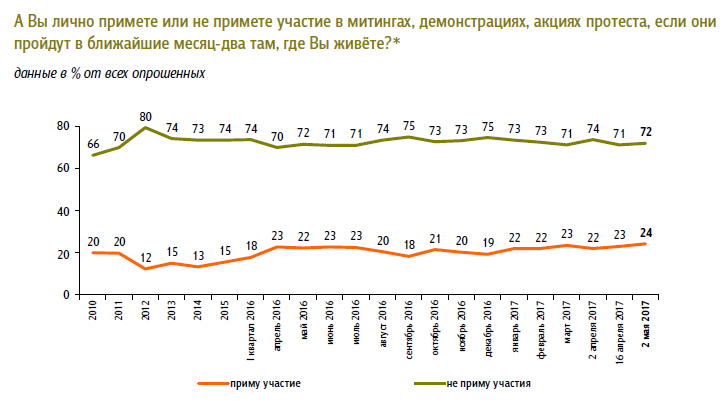 А Вы лично примете или не примете участие в митингах, демонстрациях, акциях протеста, если они
пройдут в ближайшие месяц-два там, где Вы живёте?*
данные в % от всех опрошенных
66 70 80 74 73 74 74 70 72 71 71 74 75 73 73 75 73 73 71 74 71 72
80
60
40
20
0
20 20 12 15 13 15 18 23 22 23 23 20 18 21 20 19 22 22 23 22 23 24
2010
2011
2012
2013
2014
2015
I квартал 2016
апрель 2016
май 2016
июнь 2016
июль 2016
август 2016
сентябрь 2016
октябрь 2016
ноябрь 2016
декабрь 2016
январь 2017
февраль 2017
март 2017
2 апреля 2017
16 апреля 2017
2 мая 2017
приму участие
не приму участия